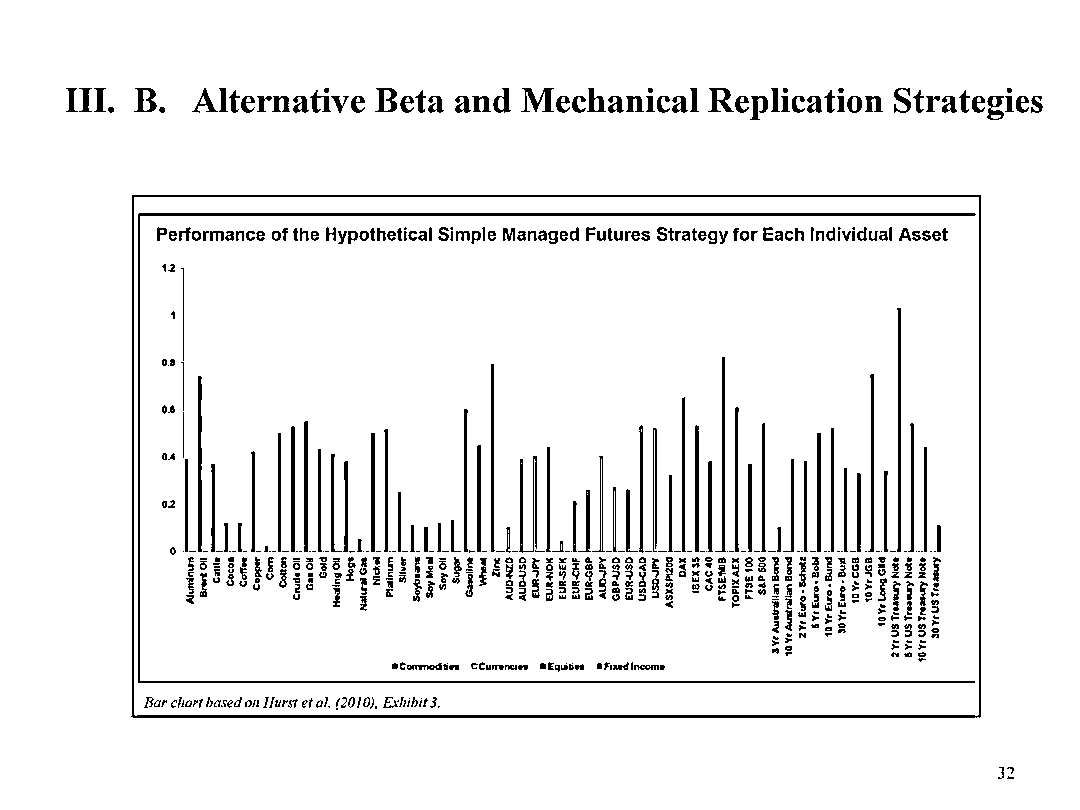 III. B. Alternative Beta and Mechanical Replication Strategies
Performance of the Hypothetical Simple Managed Futures Strategy for Each Individual Asset
1.2
1
0.8
0.6
0.4
0.2
0
Aluminum
Brent Oil
Cattle
Cocoa
Coffee
Copper
Corn
Cotton
Crude Oil
Gas Oil
Gold
Heating Oil
Hogs
Natural Gas
Nickel
Platinum
Silver
Soybeans
Soy Meal
Soy Oil
Sugar
Gasoline
Wheat
Zinc
AUD-NZD
AUD-USD
EUR-JPY
EUR-NOK
EUR-SEK
EUR-CHF
EUR-GBP
AUD-JPY
GBP-USD
EUR-USD
USD-CAD
USD-JPY
ASXSPI200
DAX
IBEX 35
CAC 40
FTSE/MIB
TOPIX AEX
FTSE 100
S&P 500
3 Yr Australian Bond
10 Yr Australian Bond
2 Yr Euro - Schatz
5 Yr Euro - Bobl
10 Yr Euro - Bund
30 Yr Euro - Buxl
10 Yr CGB
10 Yr JGB
10 Yr Long Gilt
2 Yr US Treasury Note
5 Yr US Treasury Note
10 Yr US Treasury Note
30 Yr US Treasury
Commodities Currencies Equities Fixed Income
Bar chart based on Hurst et al. (2010), Exhibit 3.
32